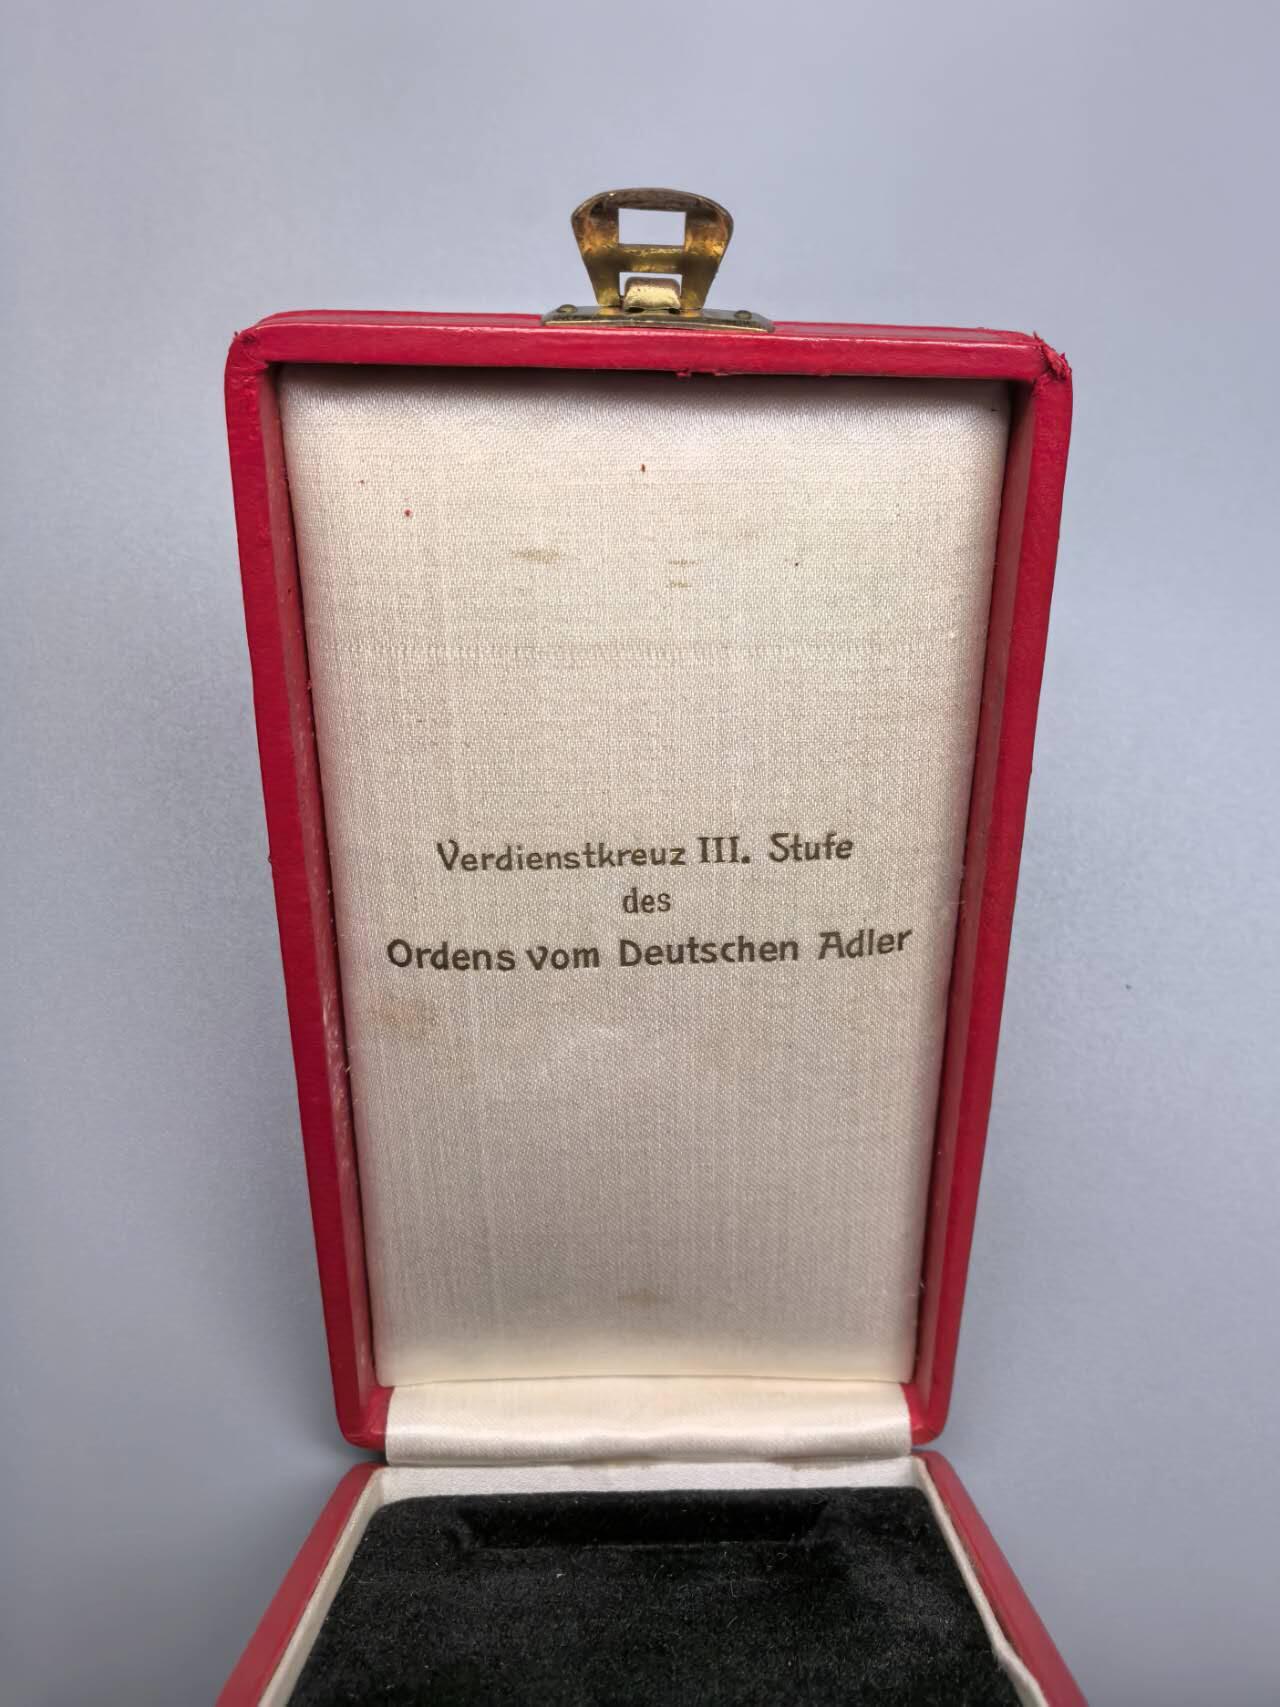 Verdienstkreuz III. Stufe
des
Ordens vom Deutschen Adler